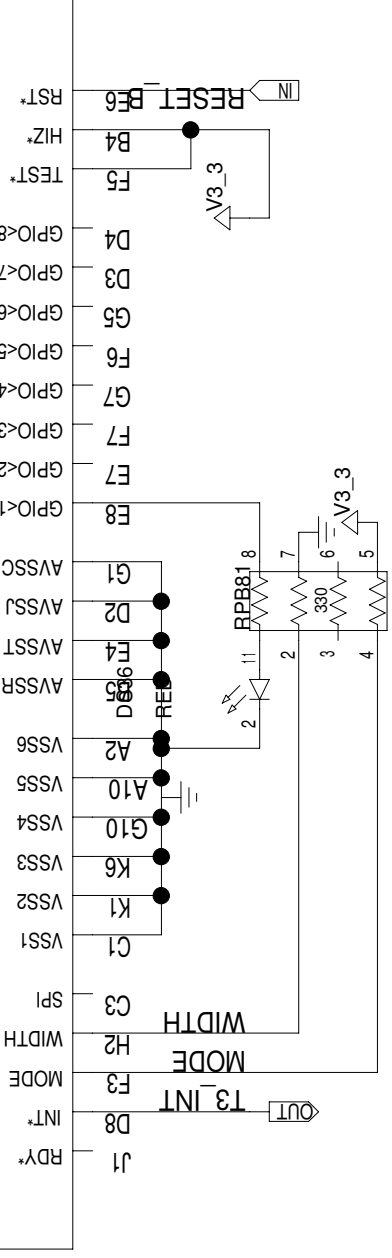 RST* E6 RESET_B IN
HIZ* B4
TEST* F5
V3_3
GPIO<8 D4
GPIO<7 D3
GPIO<6 G5
GPIO<5 F6
GPIO<4 G7
GPIO<3 F7
GPIO<2 E7
GPIO<1 E8
V3_3
8 7 6 5
RPB81
330
1 2 3 4
AVSSC G1
AVSSJ D2
AVSST E4
AVSSR
RED
1 2
VSS6 A2
VSS5 A10
VSS4 G10
VSS3 K6
VSS2 K1
VSS1 C1
SPI C3
WIDTH H2 WIDTH
MODE F3 MODE
INT* D8 T3_INT OUT
RDY* J1